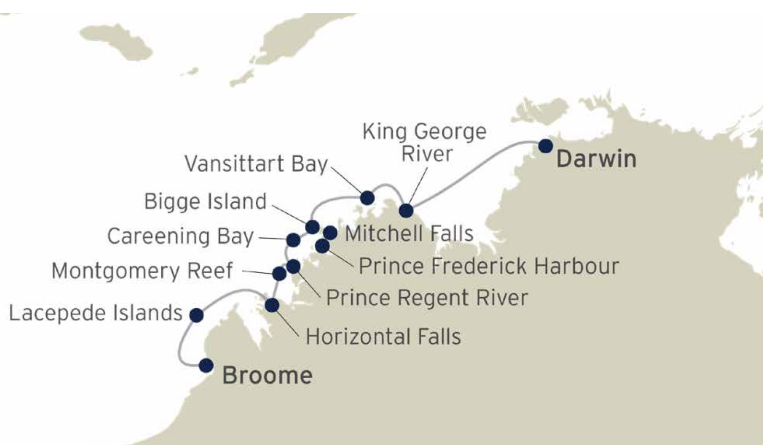 King George
River
Darwin
Vansittart Bay
Bigge Island
Careening Bay
Mitchell Falls
Montgomery Reef
Prince Frederick Harbour
Prince Regent River
Lacepede Islands
Horizontal Falls
Broome